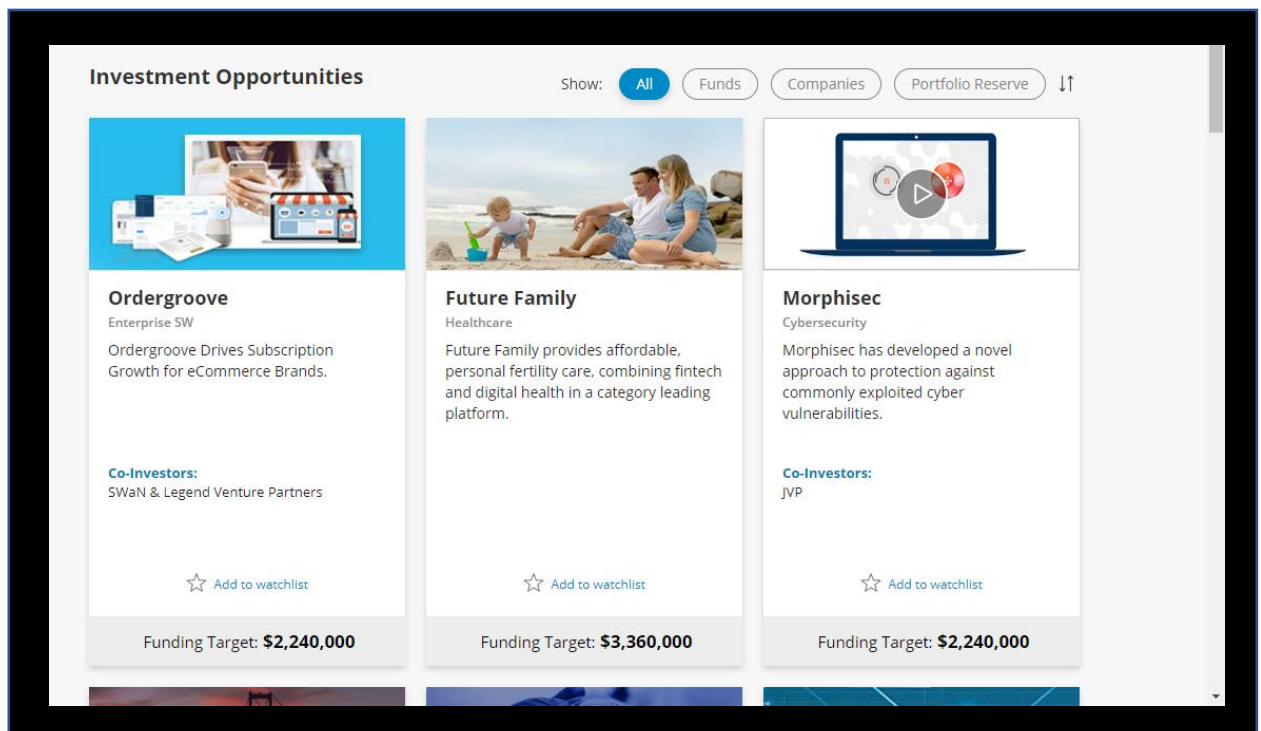 Investment Opportunities
Show: All Funds Companies Portfolio Reserve
Ordergroove
Enterprise SW
Ordergroove Drives Subscription
Growth for eCommerce Brands.
Co-Investors:
SWaN & Legend Venture Partners
Add to watchlist
Funding Target: $2,240,000
Future Family
Healthcare
Future Family provides affordable,
personal fertility care, combining fintech
and digital health in a category leading
platform.
Add to watchlist
Funding Target: $3,360,000
Morphisec
Cybersecurity
Morphisec has developed a novel
approach to protection against
commonly exploited cyber
vulnerabilities.
Co-Investors:
JVP
Add to watchlist
Funding Target: $2,240,000